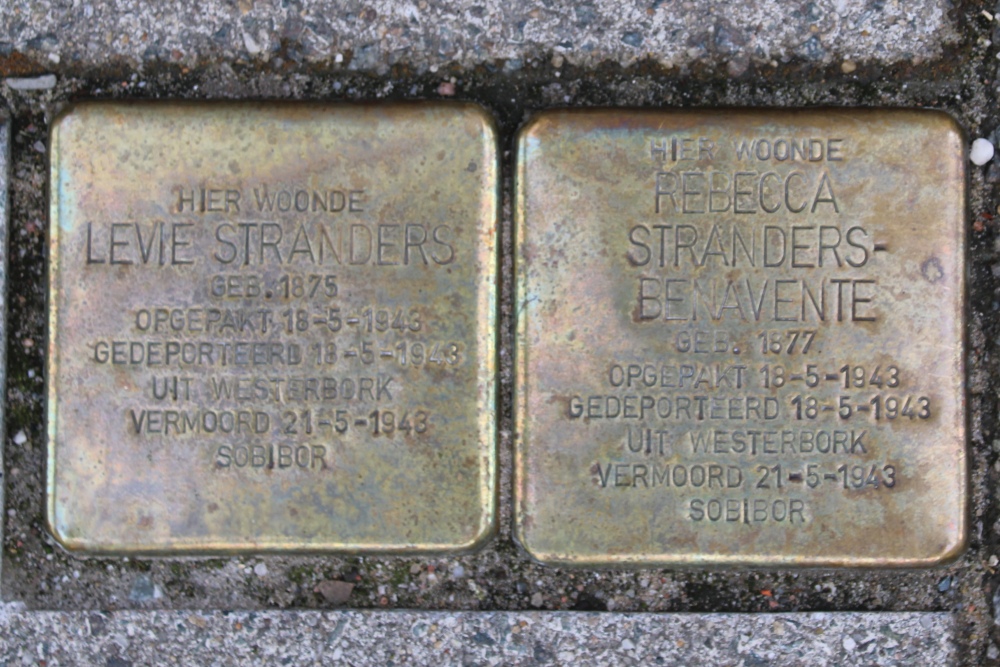 HIER WOONDE
LEVIE STRANDERS
GEB. 1875
OPGEPAKT 18-5-1943
GEDEPORTEERD 18-5-1943
UIT WESTERBORK
VERMOORD 21-5-1943
SOBIBOR
HIER WOONDE
REBECCA
STRANDERS-
BENAVENTE
GEB. 1877
OPGEPAKT 18-5-1943
GEDEPORTEERD 18-5-1943
UIT WESTERBORK
VERMOORD 21-5-1943
SOBIBOR